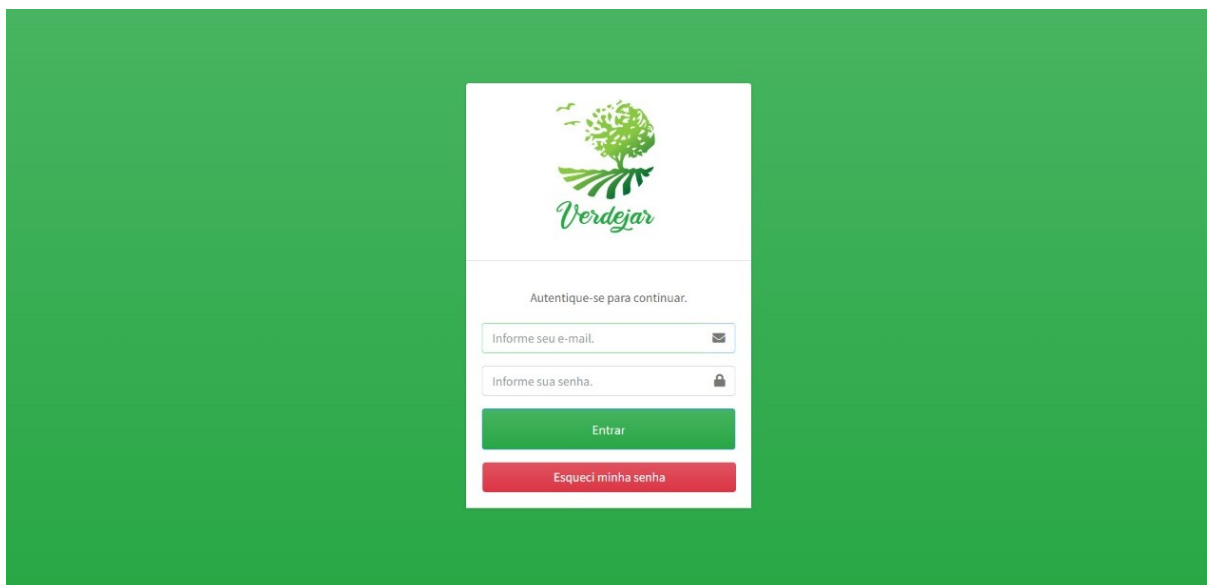 Verdejar
Autentique-se para continuar.
Informe seu e-mail.
Informe sua senha.
Entrar
Esqueci minha senha